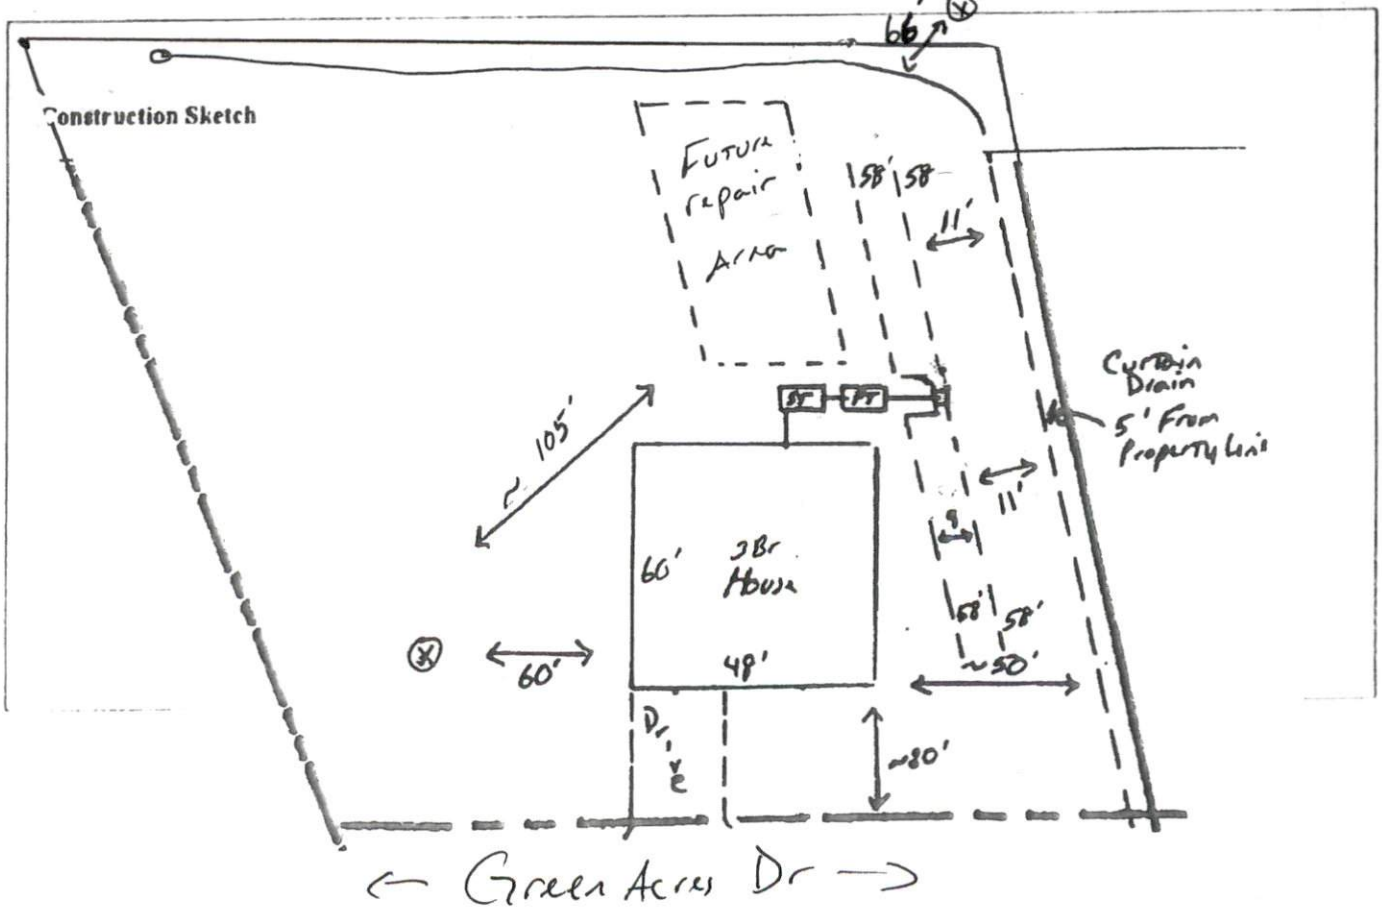 66'
Construction Sketch
Future
repair
Area
58' 58
11'
Curtain
Drain
5' From
Property Line
ST PT
~ 105'
11'
9
3Br
House
60'
58' 58'
60'
48'
~50'
Drive
~80'
← Green Acres Dr →